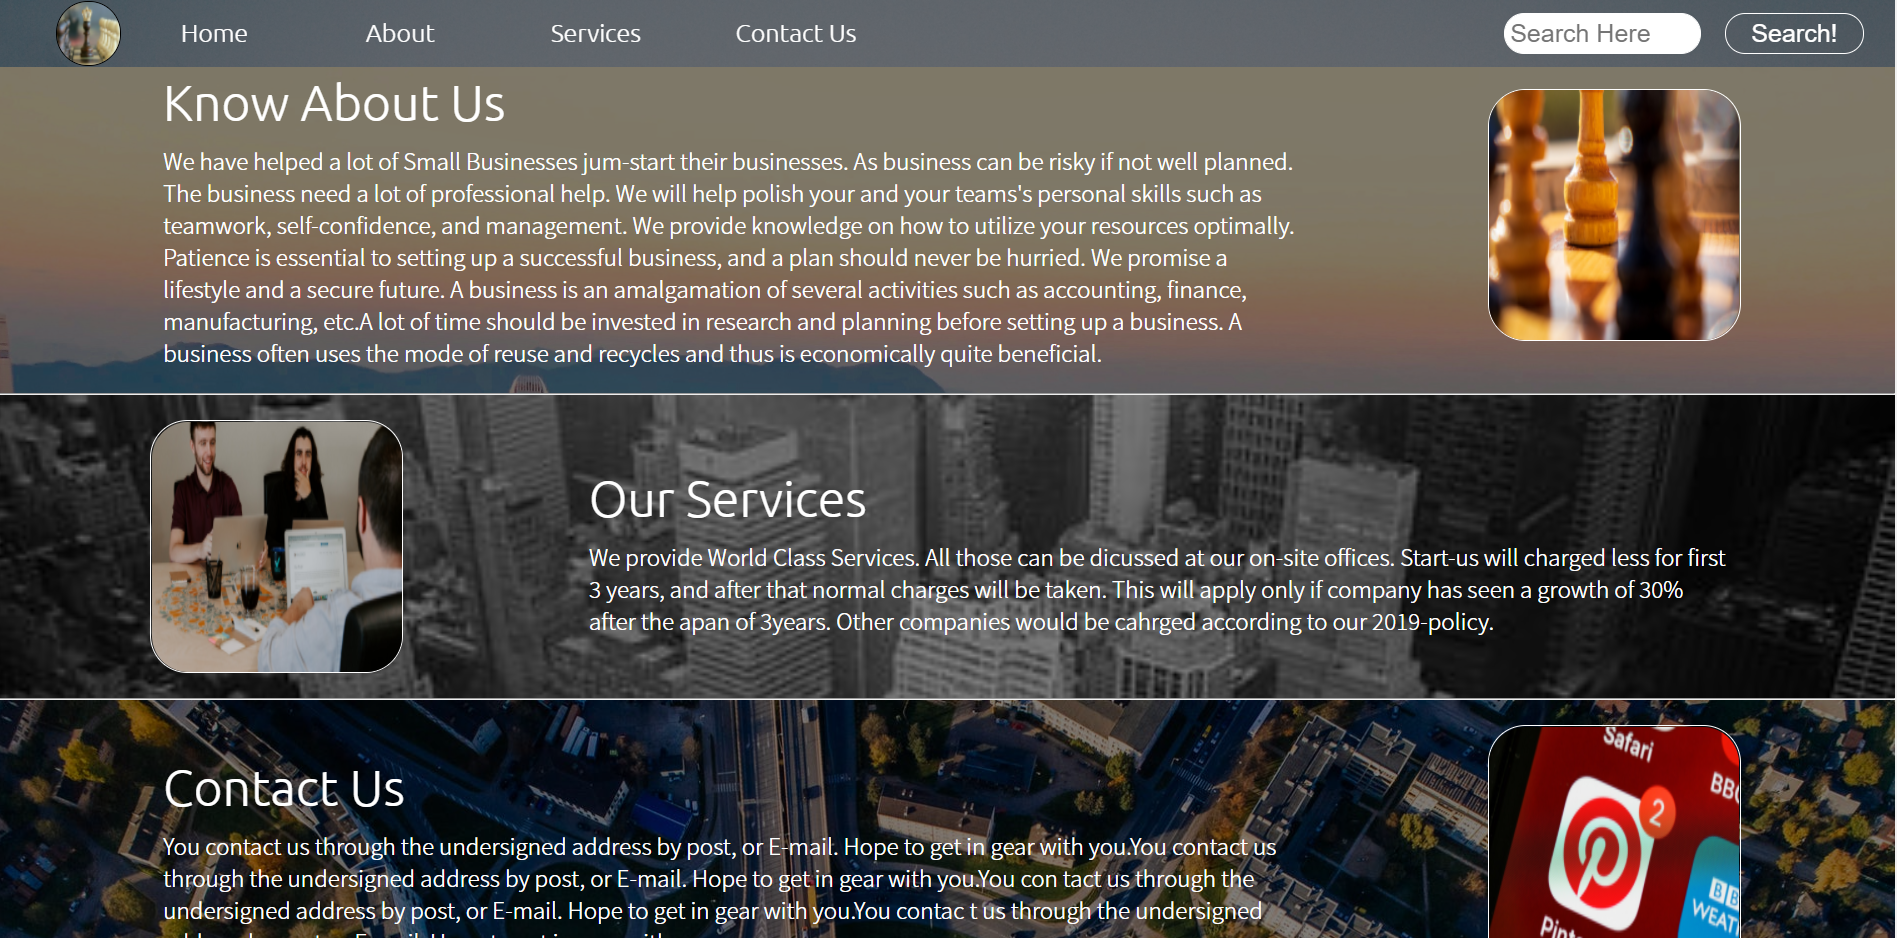 Home About Services Contact Us Search Here Search!
Know About Us
We have helped a lot of Small Businesses jum-start their businesses. As business can be risky if not well planned.
The business need a lot of professional help. We will help polish your and your teams's personal skills such as
teamwork, self-confidence, and management. We provide knowledge on how to utilize your resources optimally.
Patience is essential to setting up a successful business, and a plan should never be hurried. We promise a
lifestyle and a secure future. A business is an amalgamation of several activities such as accounting, finance,
manufacturing, etc.A lot of time should be invested in research and planning before setting up a business. A
business often uses the mode of reuse and recycles and thus is economically quite beneficial.
Our Services
We provide World Class Services. All those can be dicussed at our on-site offices. Start-us will charged less for first
3 years, and after that normal charges will be taken. This will apply only if company has seen a growth of 30%
after the apan of 3years. Other companies would be cahrged according to our 2019-policy.
Contact Us
You contact us through the undersigned address by post, or E-mail. Hope to get in gear with you.You contact us
through the undersigned address by post, or E-mail. Hope to get in gear with you.You con tact us through the
undersigned address by post, or E-mail. Hope to get in gear with you.You contac t us through the undersigned
Safari
2